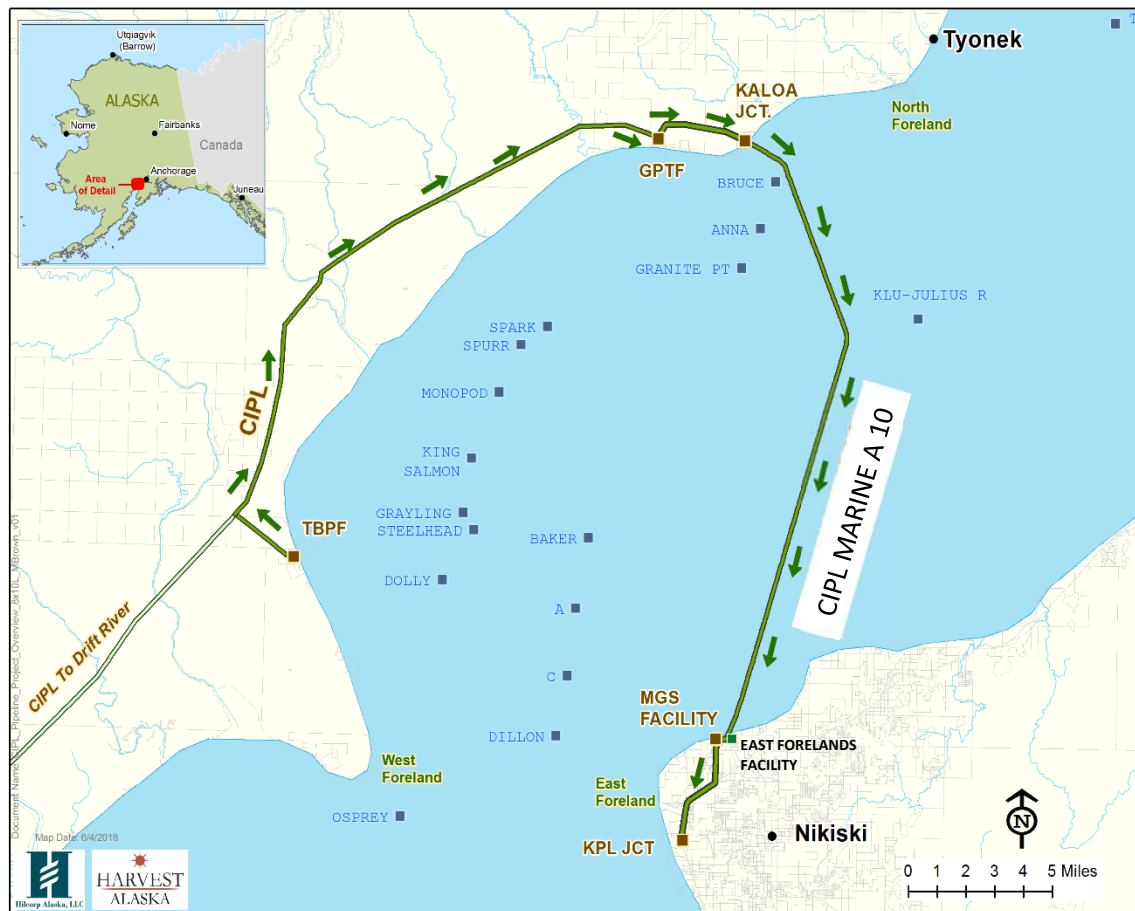 Utqiagvik
(Barrow)
ALASKA
Nome
Fairbanks
Canada
Anchorage
Area
of Detail
Juneau
Tyonek
North
Foreland
KALOA
JCT.
GPTF
BRUCE
ANNA
GRANITE PT
KLU-JULIUS R
SPARK
SPURR
MONOPOD
CIPL
KING
SALMON
GRAYLING
STEELHEAD
TBPF
BAKER
DOLLY
A
CIPL MARINE A 10
CIPL To Drift River
C
MGS
FACILITY
DILLON
EAST FORELANDS
FACILITY
West
Foreland
East
Foreland
OSPREY
KPL JCT
Nikiski
N
0 1 2 3 4 5 Miles
Map Date: 6/4/2018
Hilcorp Alaska, LLC
HARVEST
ALASKA